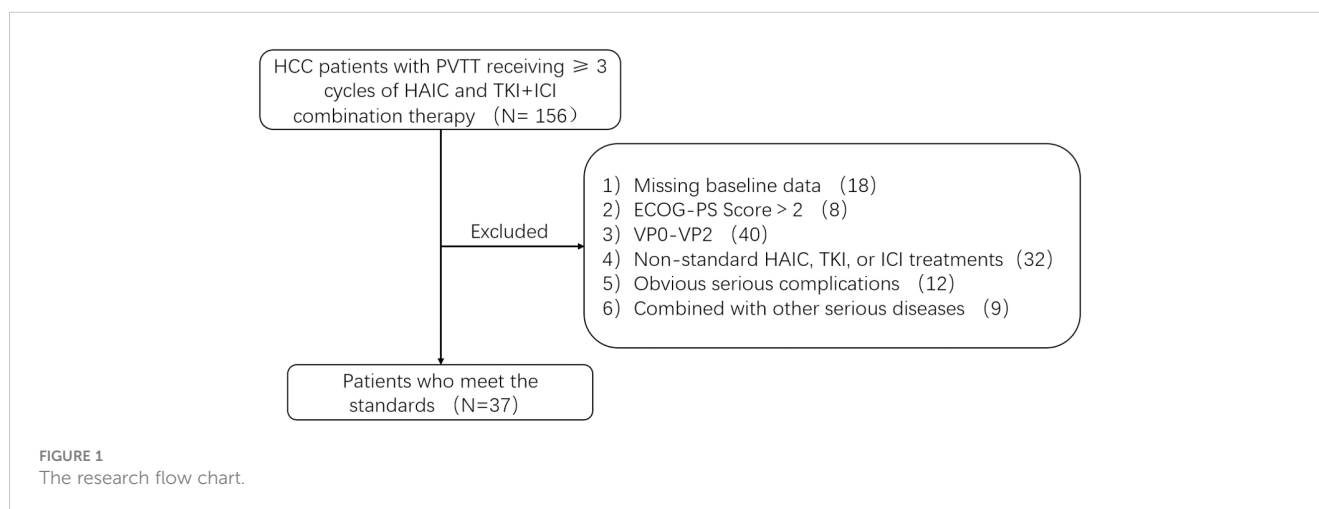 HCC patients with PVTT receiving ⩾ 3
cycles of HAIC and TKI+ICI
combination therapy （N= 156）
1）Missing baseline data （18）
2）ECOG-PS Score > 2 （8）
3）VP0-VP2 （40）
4）Non-standard HAIC, TKI, or ICI treatments（32）
5）Obvious serious complications （12）
6）Combined with other serious diseases （9）
Excluded
Patients who meet the
standards （N=37）
FIGURE 1
The research flow chart.